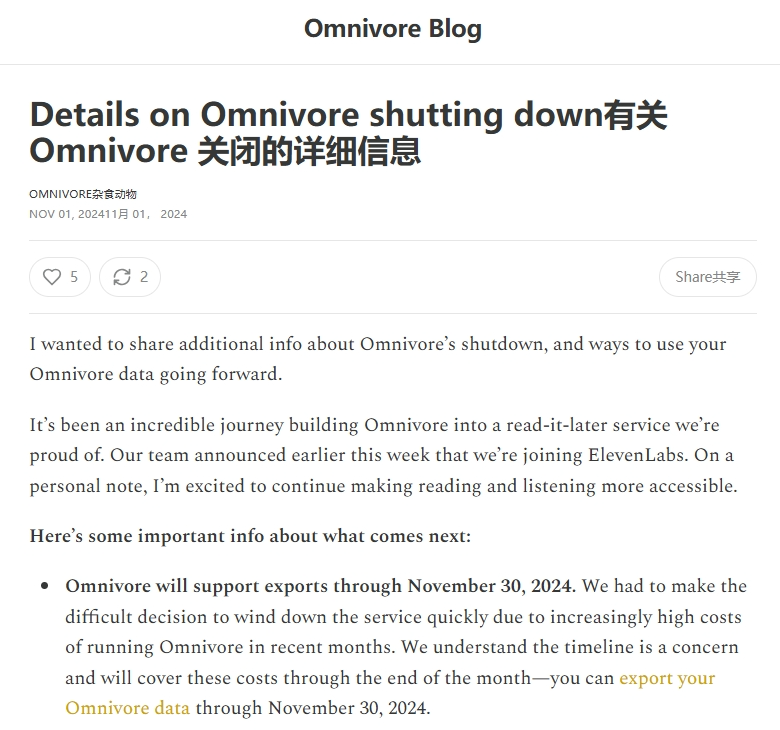 Omnivore Blog
Details on Omnivore shutting down有关
Omnivore 关闭的详细信息
OMNIVORE杂食动物
NOV 01, 202411月 01， 2024
5
2
Share共享
I wanted to share additional info about Omnivore’s shutdown, and ways to use your
Omnivore data going forward.
It’s been an incredible journey building Omnivore into a read-it-later service we’re
proud of. Our team announced earlier this week that we’re joining ElevenLabs. On a
personal note, I’m excited to continue making reading and listening more accessible.
Here’s some important info about what comes next:
Omnivore will support exports through November 30, 2024. We had to make the
difficult decision to wind down the service quickly due to increasingly high costs
of running Omnivore in recent months. We understand the timeline is a concern
and will cover these costs through the end of the month—you can export your
Omnivore data through November 30, 2024.